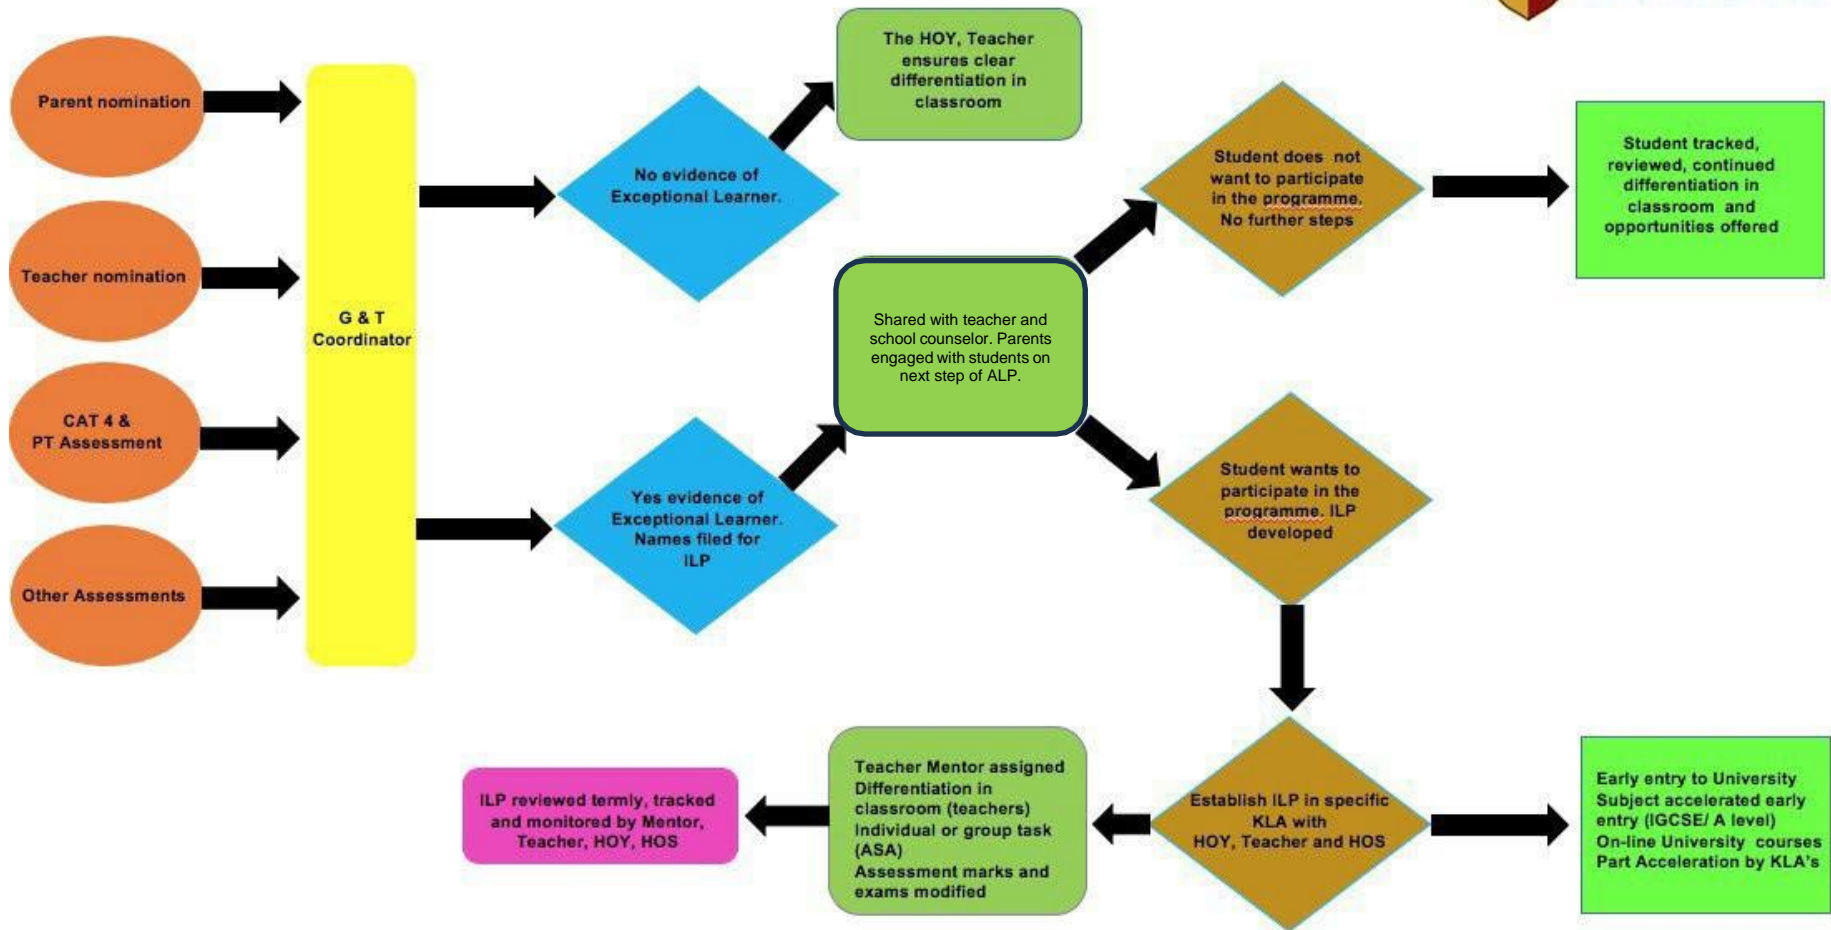 Parent nomination
Teacher nomination
CAT 4 &
PT Assessment
Other Assessments
G & T
Coordinator
No evidence of
Exceptional Learner.
The HOY, Teacher
ensures clear
differentiation in
classroom
Yes evidence of
Exceptional Learner.
Names filed for
ILP
Shared with teacher and
school counselor. Parents
engaged with students on
next step of ALP.
Student does not
want to participate
in the programme.
No further steps
Student tracked,
reviewed, continued
differentiation in
classroom and
opportunities offered
Student wants to
participate in the
programme. ILP
developed
Establish ILP in specific
KLA with
HOY, Teacher and HOS
Early entry to University
Subject accelerated early
entry (IGCSE/ A level)
On-line University courses
Part Acceleration by KLA's
Teacher Mentor assigned
Differentiation in
classroom (teachers)
Individual or group task
(ASA)
Assessment marks and
exams modified
ILP reviewed termly, tracked
and monitored by Mentor,
Teacher, HOY, HOS